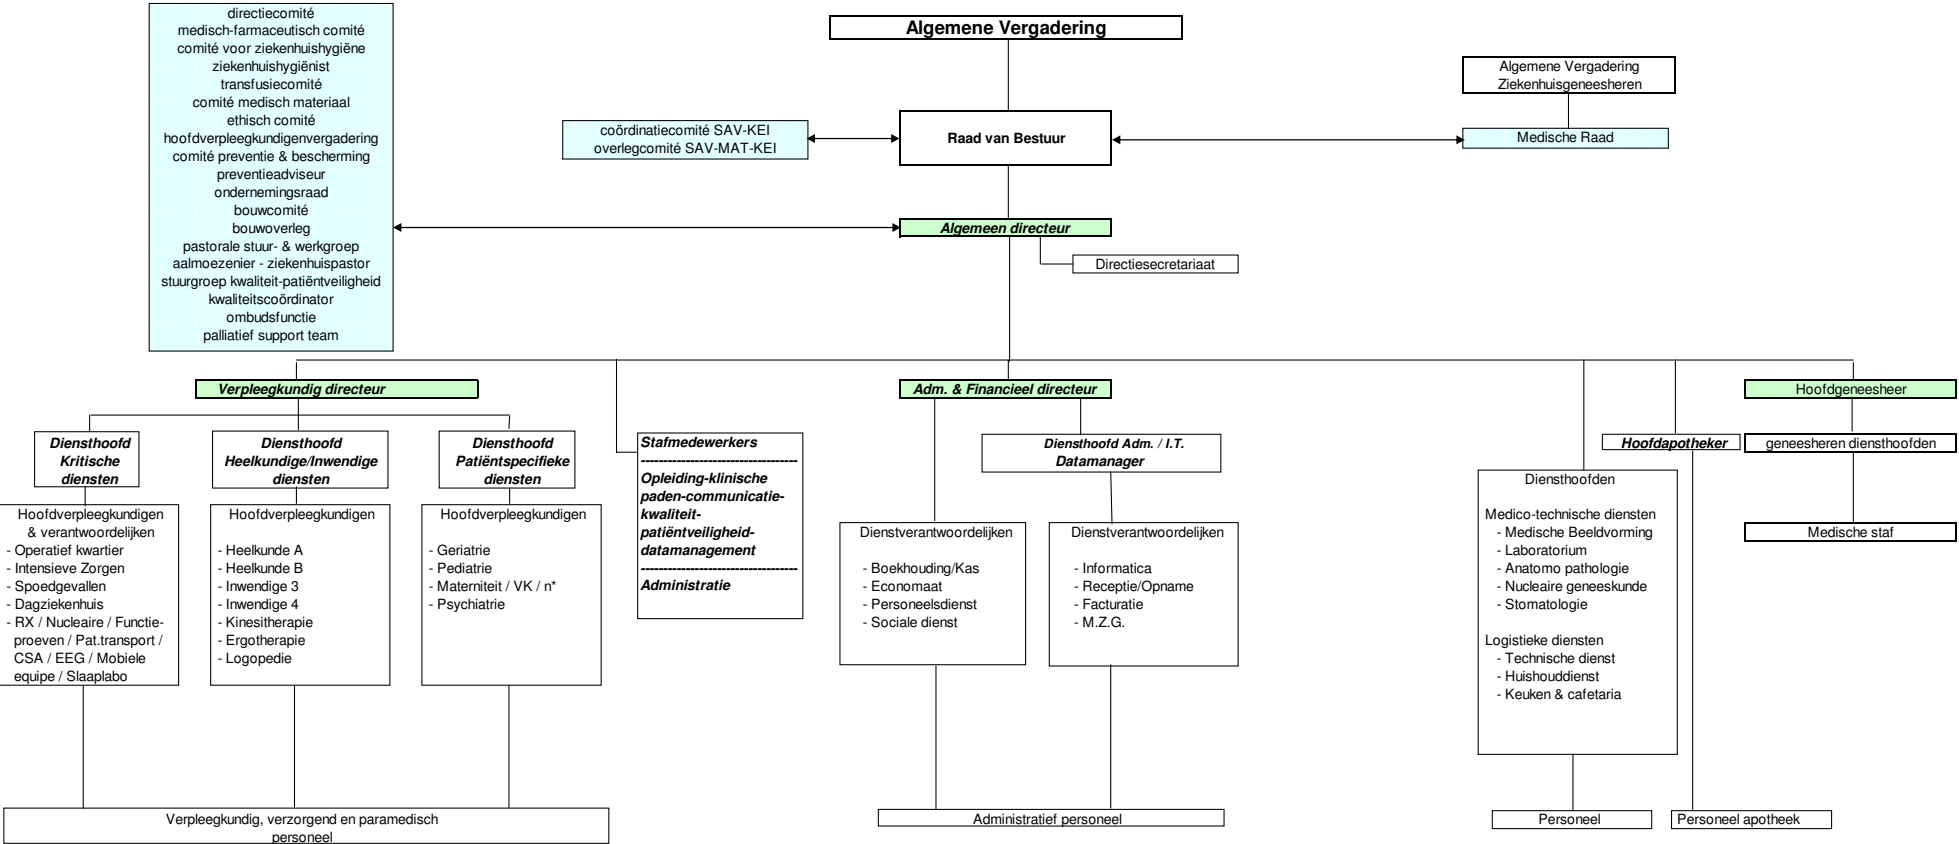 directiecomité
medisch-farmaceutisch comité
comité voor ziekenhuishygiëne
ziekenhuishygiënist
transfusiecomité
comité medisch materiaal
ethisch comité
hoofdverpleegkundigenvergadering
comité preventie & bescherming
preventieadviseur
ondernemingsraad
bouwcomité
bouwoverleg
pastorale stuur- & werkgroep
aalmoezenier - ziekenhuispastor
stuurgroep kwaliteit-patiëntveiligheid
kwaliteitscoördinator
ombudsfunctie
palliatief support team
Algemene Vergadering
Algemene Vergadering
Ziekenhuisgeneesheren
coördinatiecomité SAV-KEI
overlegcomité SAV-MAT-KEI
Raad van Bestuur
Medische Raad
Algemeen directeur
Directiesecretariaat
Verpleegkundig directeur
Adm. & Financieel directeur
Hoofdgeneesheer
Diensthoofd
Kritische
diensten
Diensthoofd
Heelkundige/Inwendige
diensten
Diensthoofd
Patiëntspecifieke
diensten
Stafmedewerkers
-----------------------------------
Opleiding-klinische
paden-communicatie-
kwaliteit-
patiëntveiligheid-
datamanagement
-----------------------------------
Administratie
Diensthoofd Adm. / I.T.
Datamanager
Hoofdapotheker
geneesheren diensthoofden
Hoofdverpleegkundigen
& verantwoordelijken
- Operatief kwartier
- Intensieve Zorgen
- Spoedgevallen
- Dagziekenhuis
- RX / Nucleaire / Functie-
proeven / Pat.transport /
CSA / EEG / Mobiele
equipe / Slaaplabo
Hoofdverpleegkundigen
- Heelkunde A
- Heelkunde B
- Inwendige 3
- Inwendige 4
- Kinesitherapie
- Ergotherapie
- Logopedie
Hoofdverpleegkundigen
- Geriatrie
- Pediatrie
- Materniteit / VK / n*
- Psychiatrie
Dienstverantwoordelijken
- Boekhouding/Kas
- Economaat
- Personeelsdienst
- Sociale dienst
Dienstverantwoordelijken
- Informatica
- Receptie/Opname
- Facturatie
- M.Z.G.
Diensthoofden
Medico-technische diensten
- Medische Beeldvorming
- Laboratorium
- Anatomo pathologie
- Nucleaire geneeskunde
- Stomatologie
Logistieke diensten
- Technische dienst
- Huishouddienst
- Keuken & cafetaria
Medische staf
Verpleegkundig, verzorgend en paramedisch
personeel
Administratief personeel
Personeel
Personeel apotheek